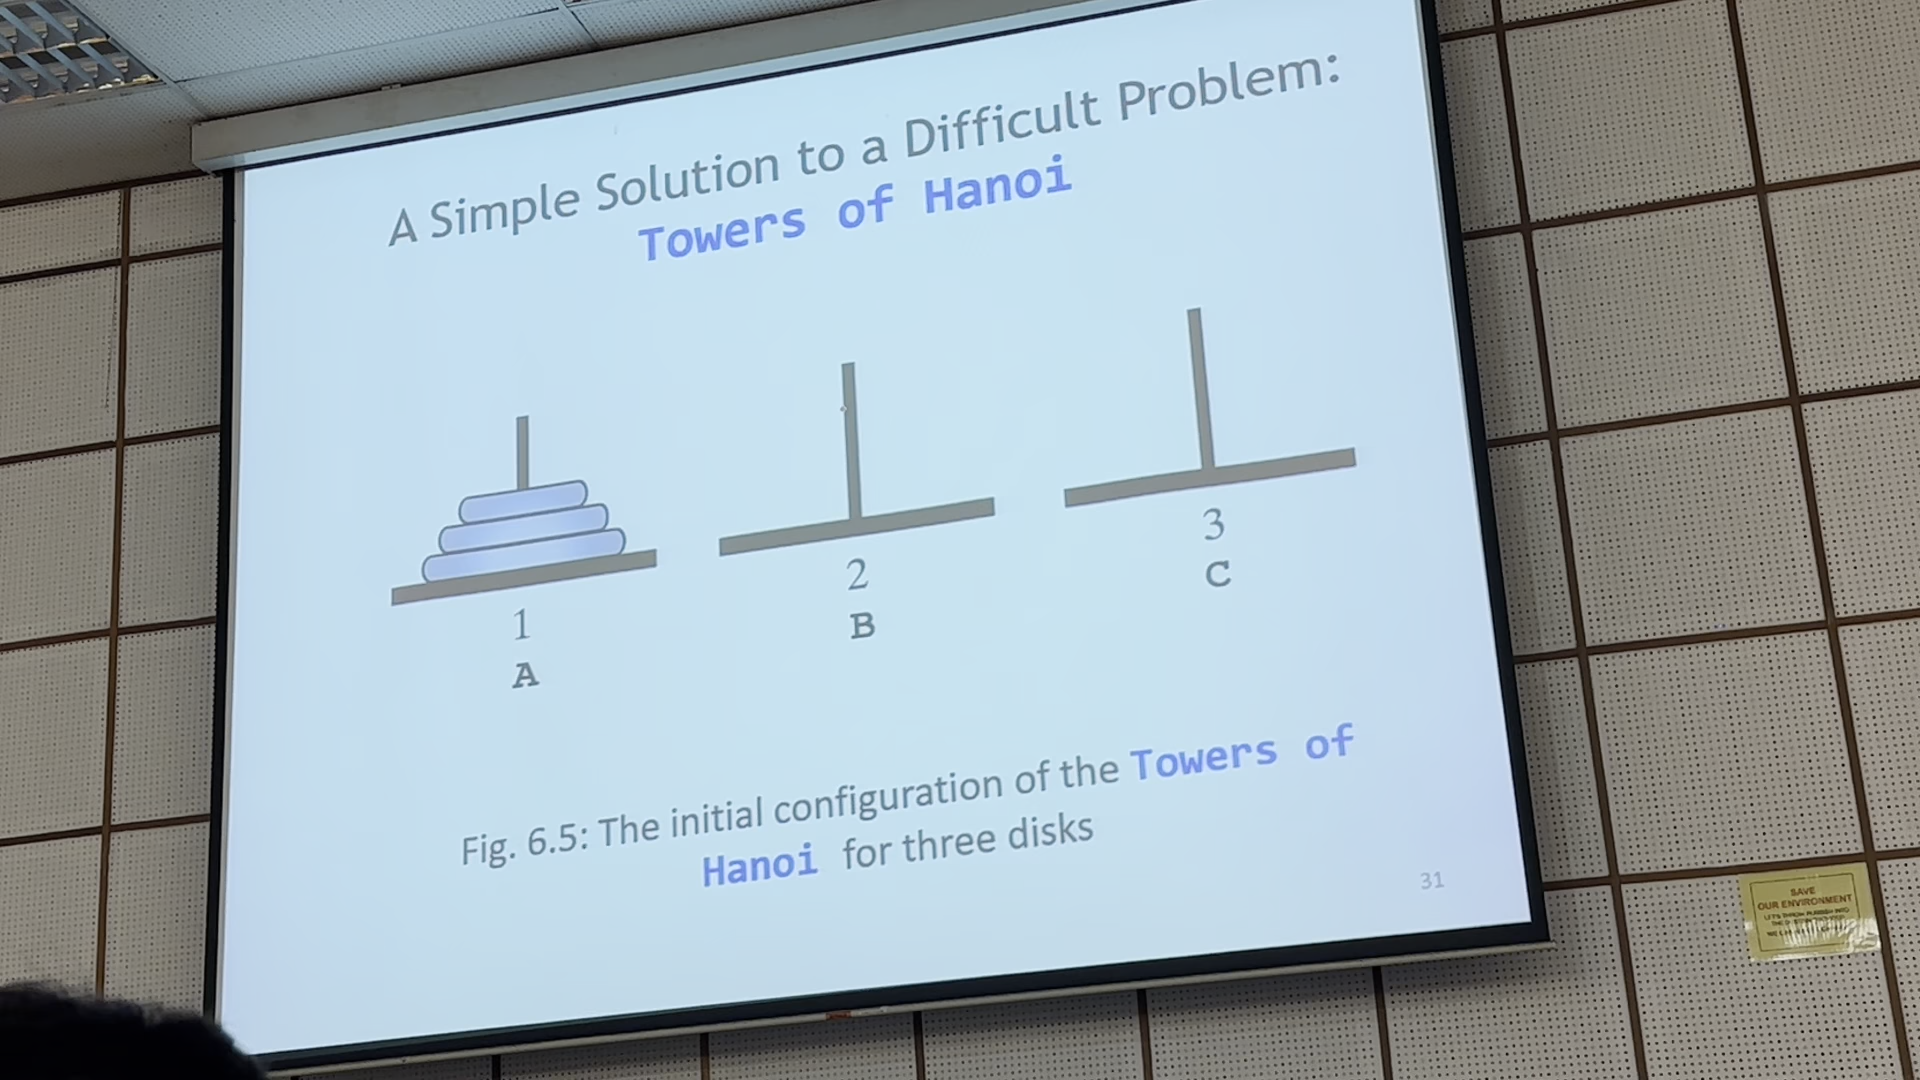 A Simple Solution to a Difficult Problem:
Towers of Hanoi
1
A
2
B
3
C
Fig. 6.5: The initial configuration of the Towers of
Hanoi for three disks
31
SAVE
OUR ENVIRONMENT